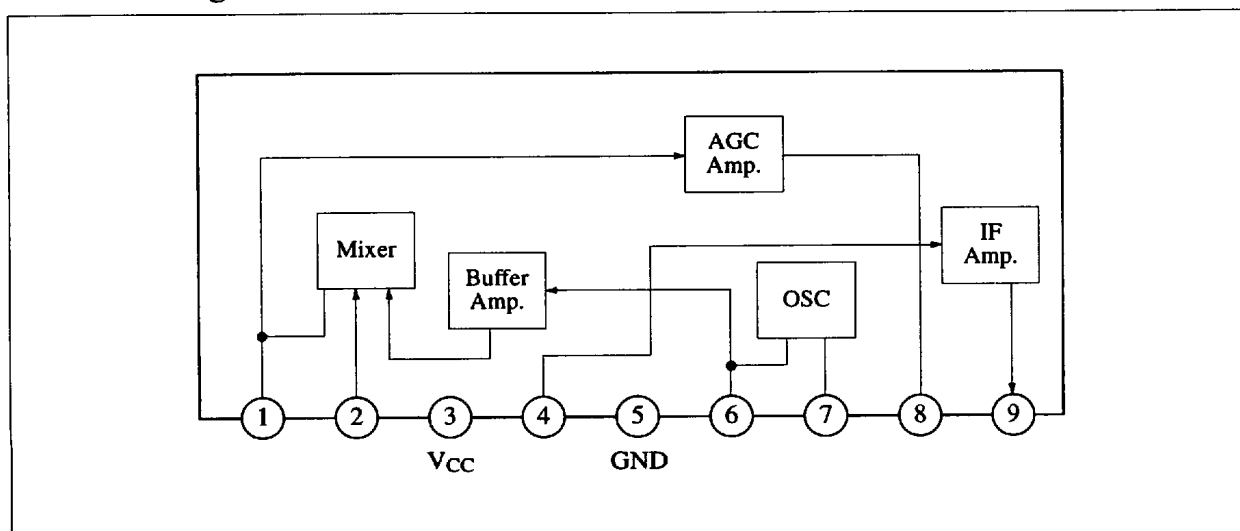 AGC
Amp.
IF
Amp.
Mixer
Buffer
Amp.
OSC
1 2 3 4 5 6 7 8 9
VCC GND